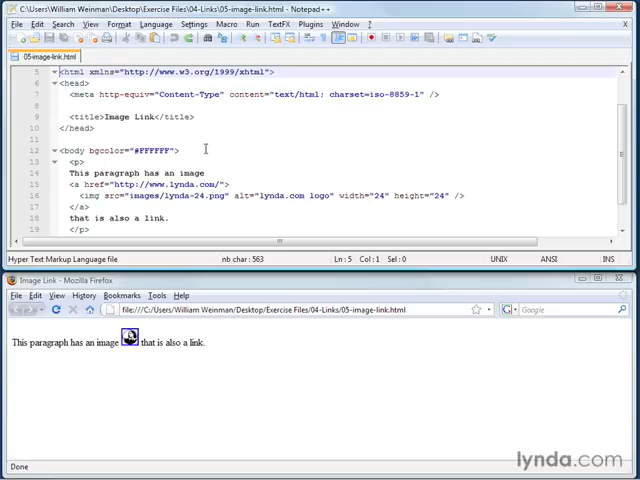 C:\Users\William Weinman\Desktop\Exercise Files\04-Links\05-image-link.html - Notepad++
File Edit Search View Format Language Settings Macro Run TextFX Plugins Window ? X
05-image-link.html
5 <html xmlns="http://www.w3.org/1999/xhtml">
6 <head>
7 <meta http-equiv="Content-Type" content="text/html; charset=iso-8859-1" />
8
9 <title>Image Link</title>
10 </head>
11
12 <body bgcolor="#FFFFFF">
13 <p>
14 This paragraph has an image
15 <a href="http://www.lynda.com/">
16 <img src="images/lynda-24.png" alt="lynda.com logo" width="24" height="24" />
17 </a>
18 that is also a link.
19 </p>
Hyper Text Markup Language file nb char : 563 Ln : 5 Col : 1 Sel : 0 UNIX ANSI INS
Image Link - Mozilla Firefox
File Edit View History Bookmarks Tools Help
file:///C:/Users/William Weinman/Desktop/Exercise Files/04-Links/05-image-link.html G Google
This paragraph has an image that is also a link.
Done
lynda.com